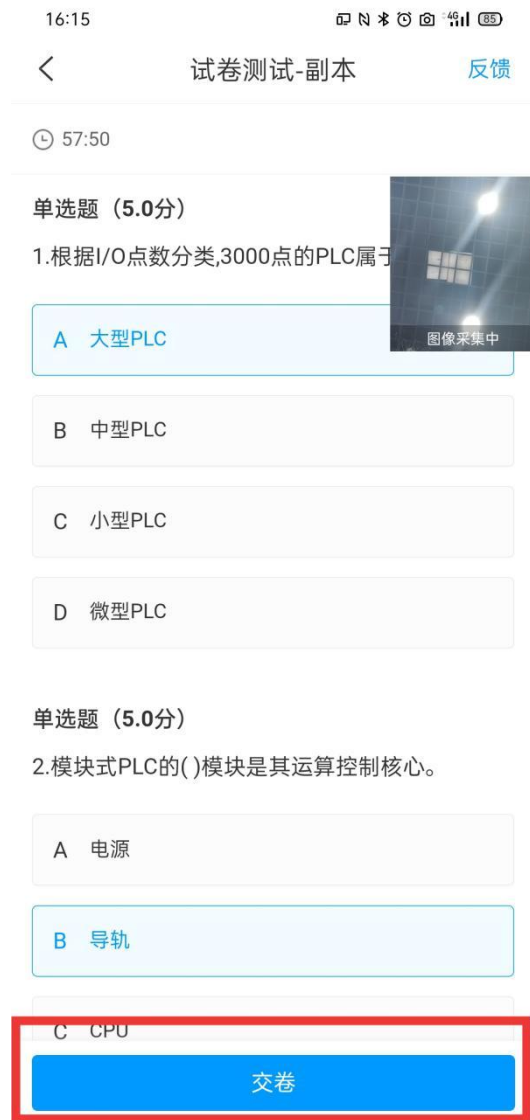 16:15
4G 85
试卷测试-副本
反馈
57:50
单选题（5.0分）
1.根据I/O点数分类,3000点的PLC属于
图像采集中
A 大型PLC
B 中型PLC
C 小型PLC
D 微型PLC
单选题（5.0分）
2.模块式PLC的( )模块是其运算控制核心。
A 电源
B 导轨
C CPU
交卷